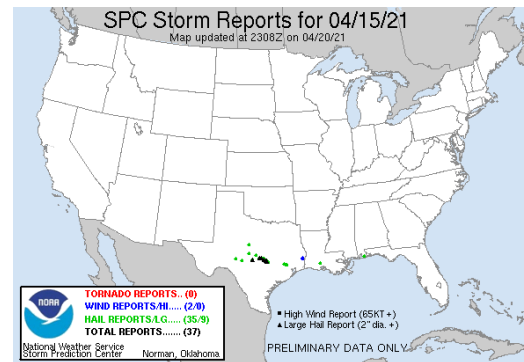 SPC Storm Reports for 04/15/21
Map updated at 2308Z on 04/20/21
noaa
TORNADO REPORTS.. (0)
WIND REPORTS/HI..... (2/0)
HAIL REPORTS/LG..... (35/9)
TOTAL REPORTS....... (37)
National Weather Service
Storm Prediction Center Norman, Oklahoma
■ High Wind Report (65KT +)
▲ Large Hail Report (2" dia. +)
PRELIMINARY DATA ONLY